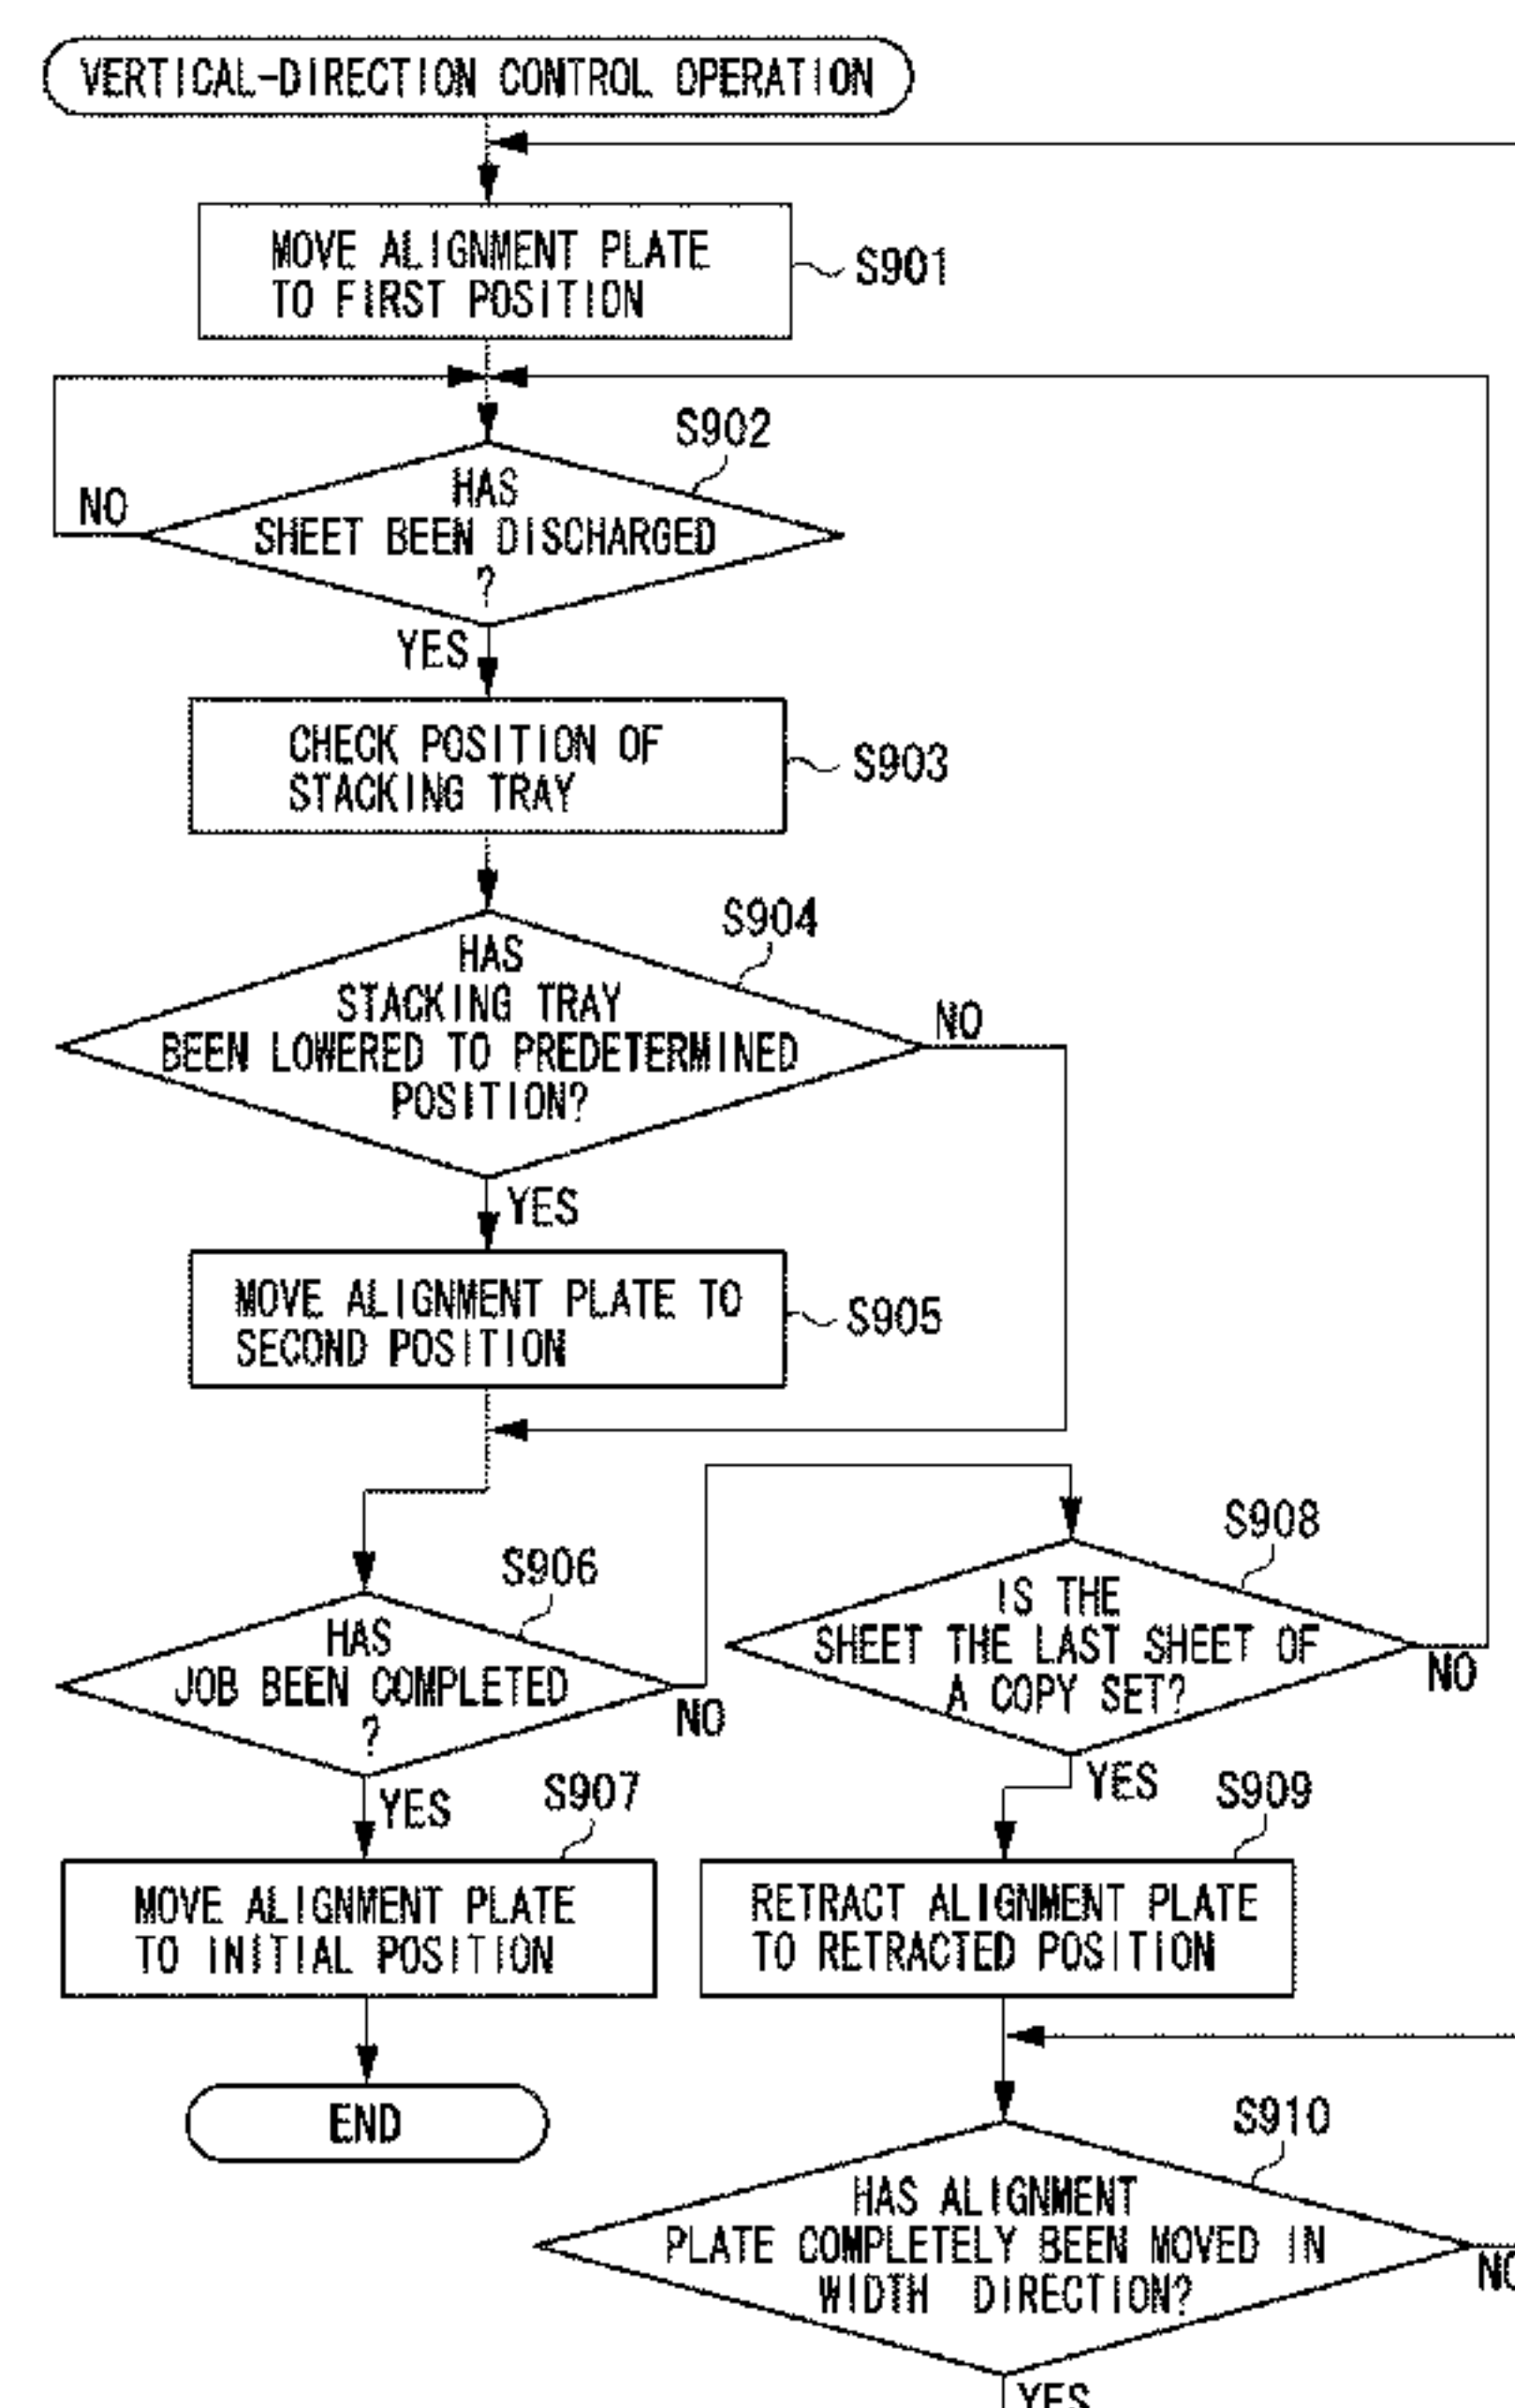 VERTICAL-DIRECTION CONTROL OPERATION
MOVE ALIGNMENT PLATE
TO FIRST POSITION
S901
S902
HAS
SHEET BEEN DISCHARGED
?
NO
YES
CHECK POSITION OF
STACKING TRAY
S903
S904
HAS
STACKING TRAY
BEEN LOWERED TO PREDETERMINED
POSITION?
NO
YES
MOVE ALIGNMENT PLATE TO
SECOND POSITION
S905
S906
HAS
JOB BEEN COMPLETED
?
NO
YES
S907
MOVE ALIGNMENT PLATE
TO INITIAL POSITION
END
S908
IS THE
SHEET THE LAST SHEET OF
A COPY SET?
NO
YES
S909
RETRACT ALIGNMENT PLATE
TO RETRACTED POSITION
S910
HAS ALIGNMENT
PLATE COMPLETELY BEEN MOVED IN
WIDTH DIRECTION?
NO
YES